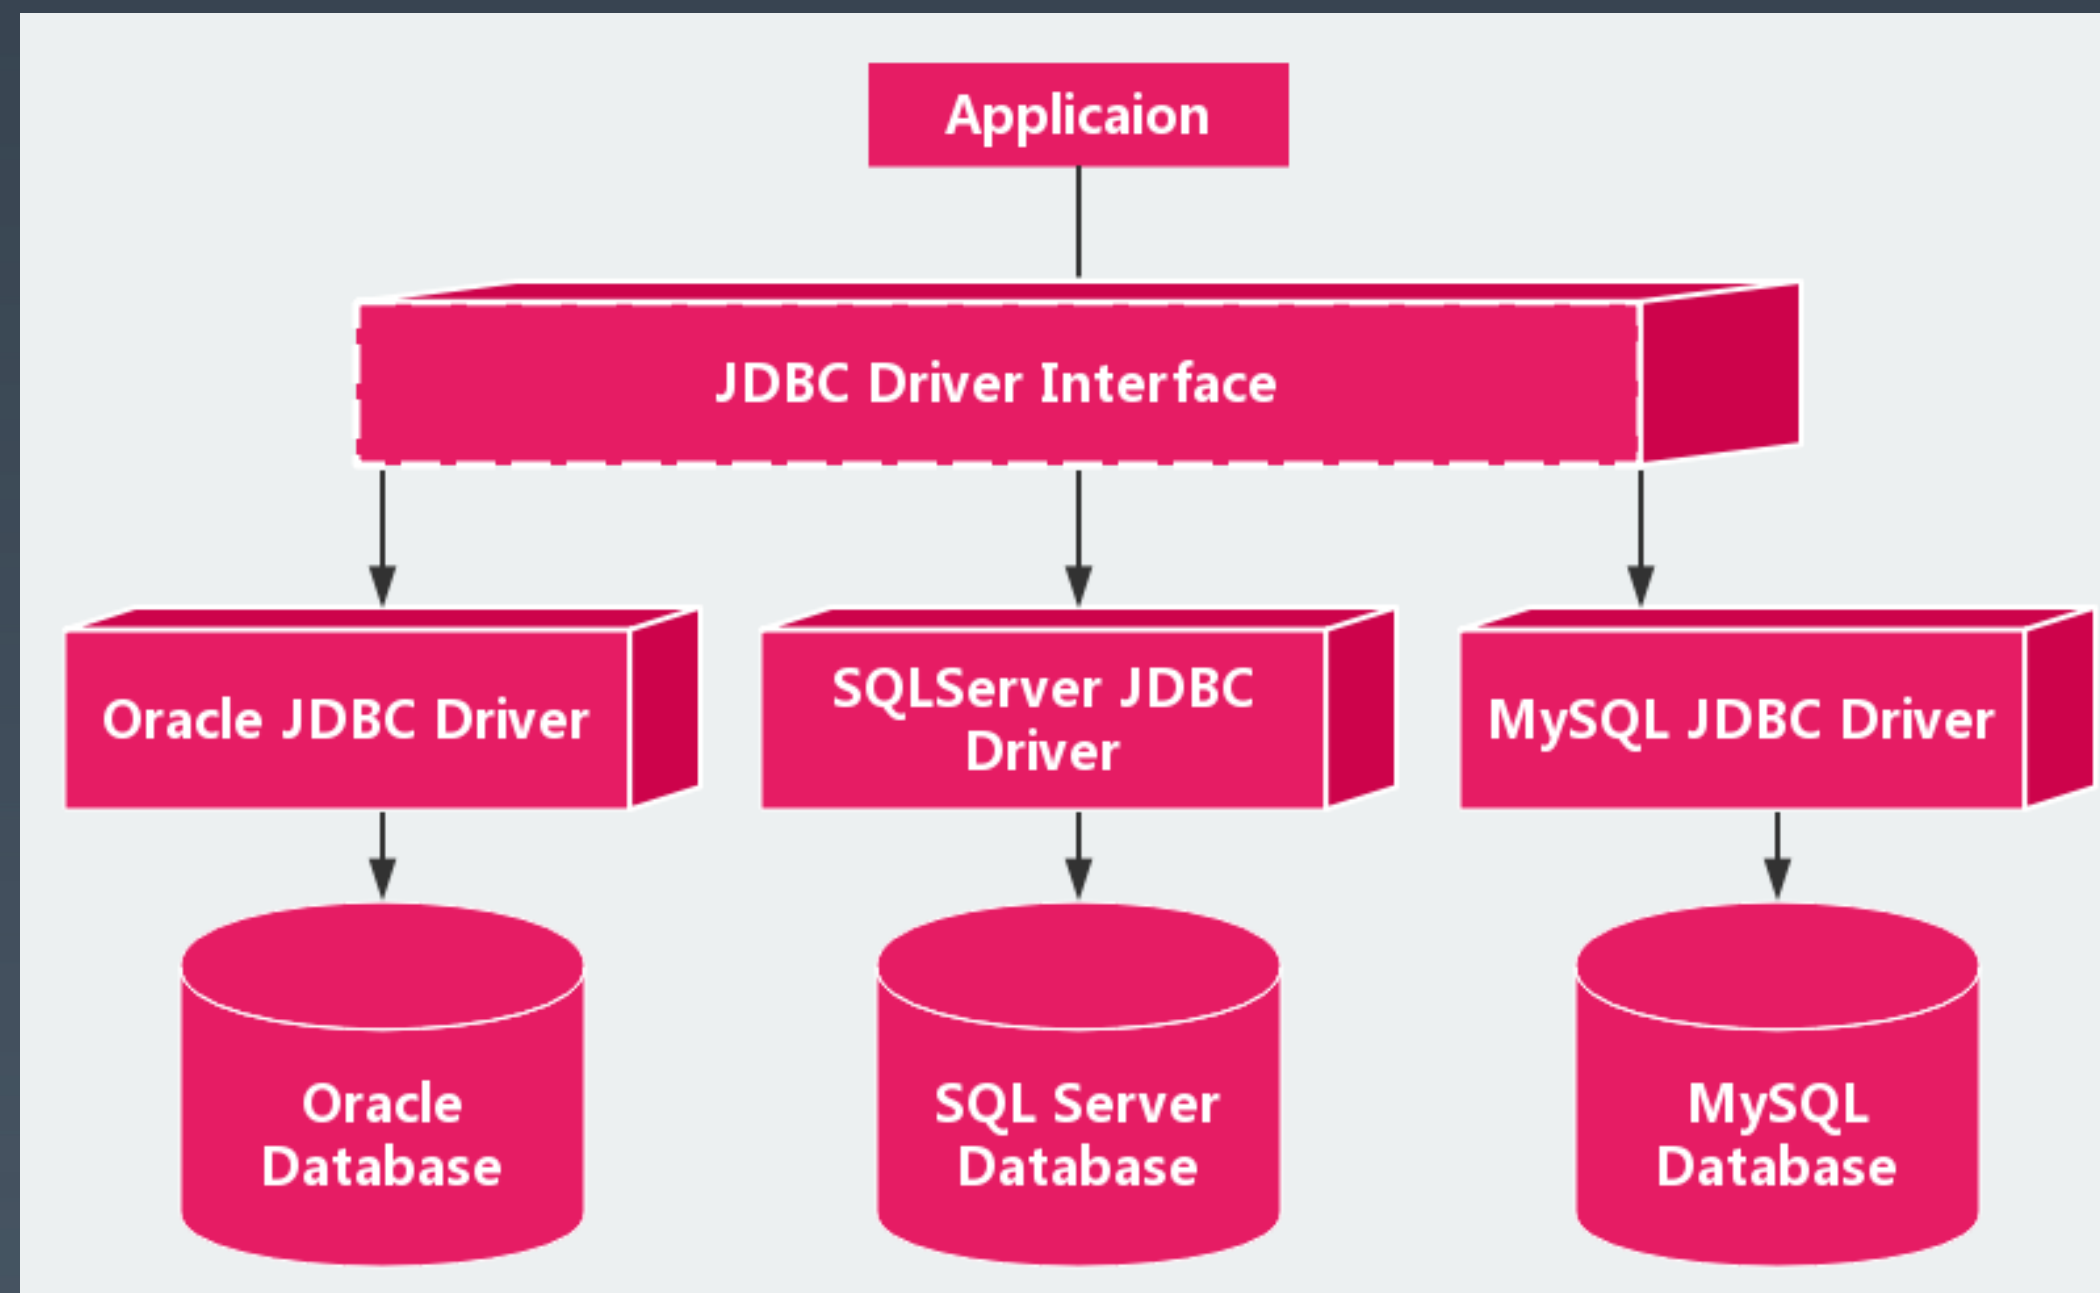 Applicaion
JDBC Driver Interface
Oracle JDBC Driver
SQLServer JDBC
Driver
MySQL JDBC Driver
Oracle
Database
SQL Server
Database
MySQL
Database